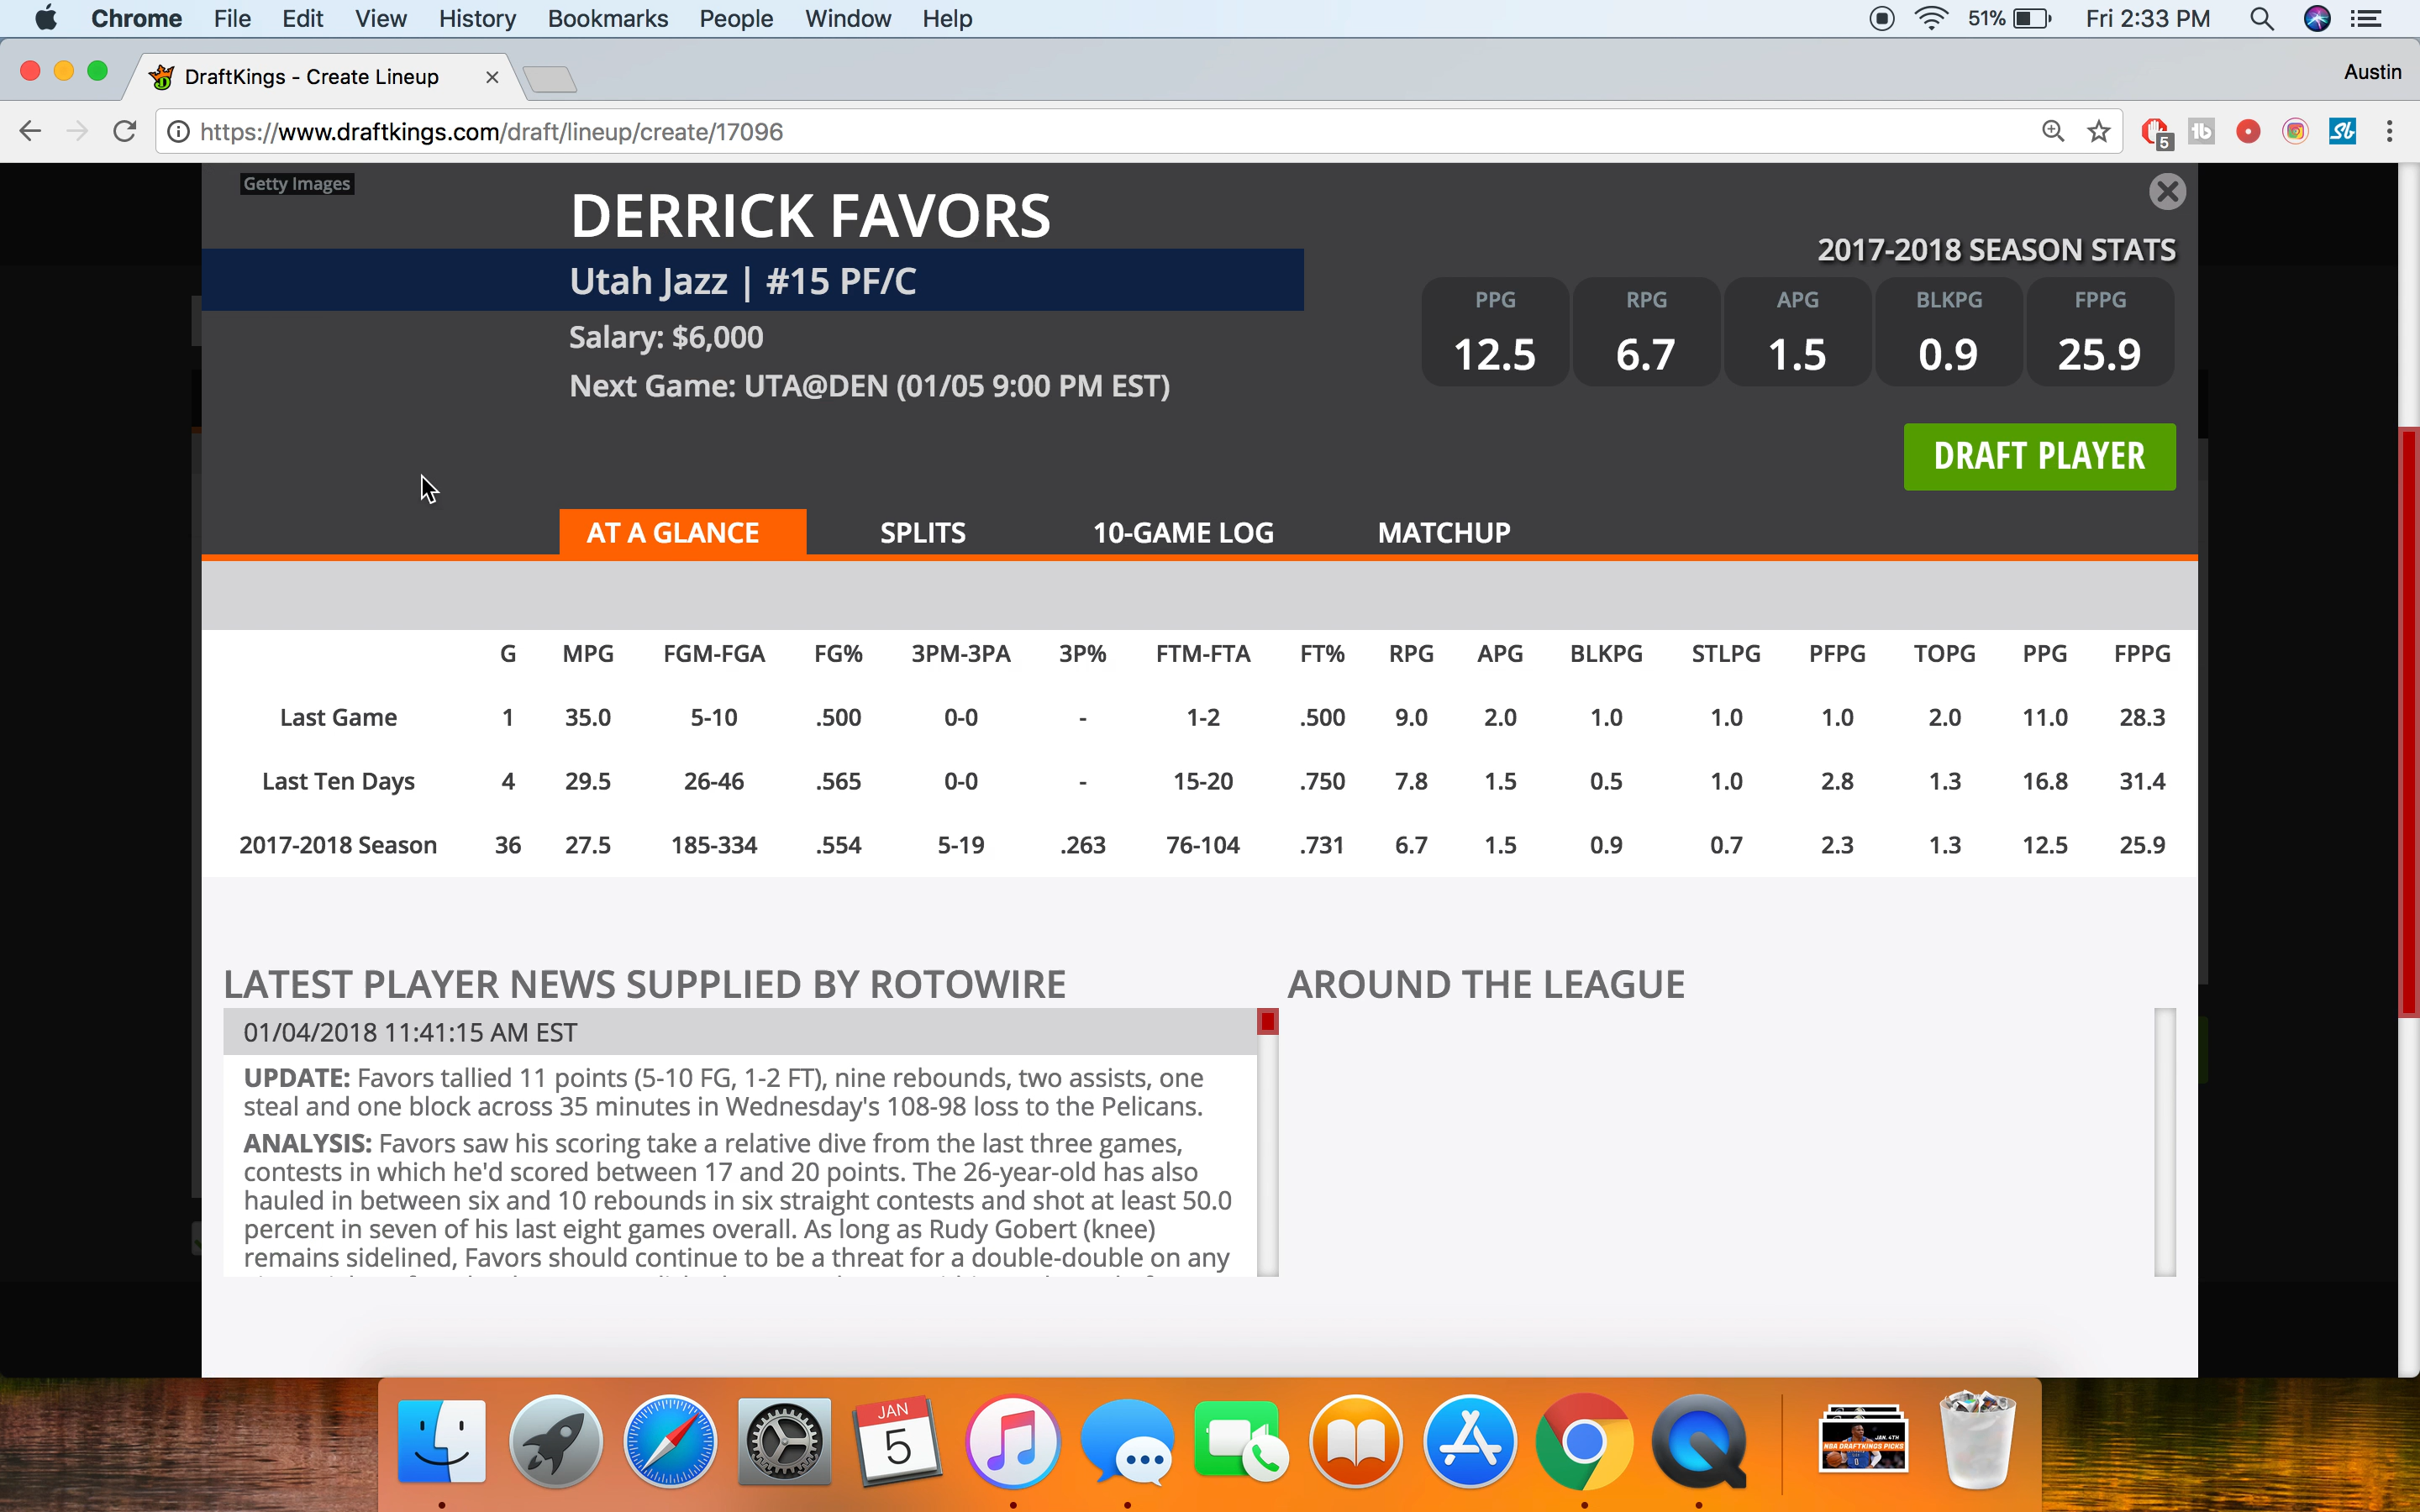 Chrome File Edit View History Bookmarks People Window Help 51% Fri 2:33 PM
DraftKings - Create Lineup Austin
https://www.draftkings.com/draft/lineup/create/17096 5 tb Sb
Getty Images
DERRICK FAVORS
Utah Jazz | #15 PF/C
Salary: $6,000
Next Game: UTA@DEN (01/05 9:00 PM EST)
2017-2018 SEASON STATS
PPG RPG APG BLKPG FPPG
12.5 6.7 1.5 0.9 25.9
DRAFT PLAYER
AT A GLANCE SPLITS 10-GAME LOG MATCHUP
G MPG FGM-FGA FG% 3PM-3PA 3P% FTM-FTA FT% RPG APG BLKPG STLPG PFPG TOPG PPG FPPG
Last Game 1 35.0 5-10 .500 0-0 - 1-2 .500 9.0 2.0 1.0 1.0 1.0 2.0 11.0 28.3
Last Ten Days 4 29.5 26-46 .565 0-0 - 15-20 .750 7.8 1.5 0.5 1.0 2.8 1.3 16.8 31.4
2017-2018 Season 36 27.5 185-334 .554 5-19 .263 76-104 .731 6.7 1.5 0.9 0.7 2.3 1.3 12.5 25.9
LATEST PLAYER NEWS SUPPLIED BY ROTOWIRE
01/04/2018 11:41:15 AM EST
UPDATE: Favors tallied 11 points (5-10 FG, 1-2 FT), nine rebounds, two assists, one
steal and one block across 35 minutes in Wednesday's 108-98 loss to the Pelicans.
ANALYSIS: Favors saw his scoring take a relative dive from the last three games,
contests in which he'd scored between 17 and 20 points. The 26-year-old has also
hauled in between six and 10 rebounds in six straight contests and shot at least 50.0
percent in seven of his last eight games overall. As long as Rudy Gobert (knee)
remains sidelined, Favors should continue to be a threat for a double-double on any
AROUND THE LEAGUE
JAN
5
JAN. 4TH
NBA DRAFTKINGS PICKS